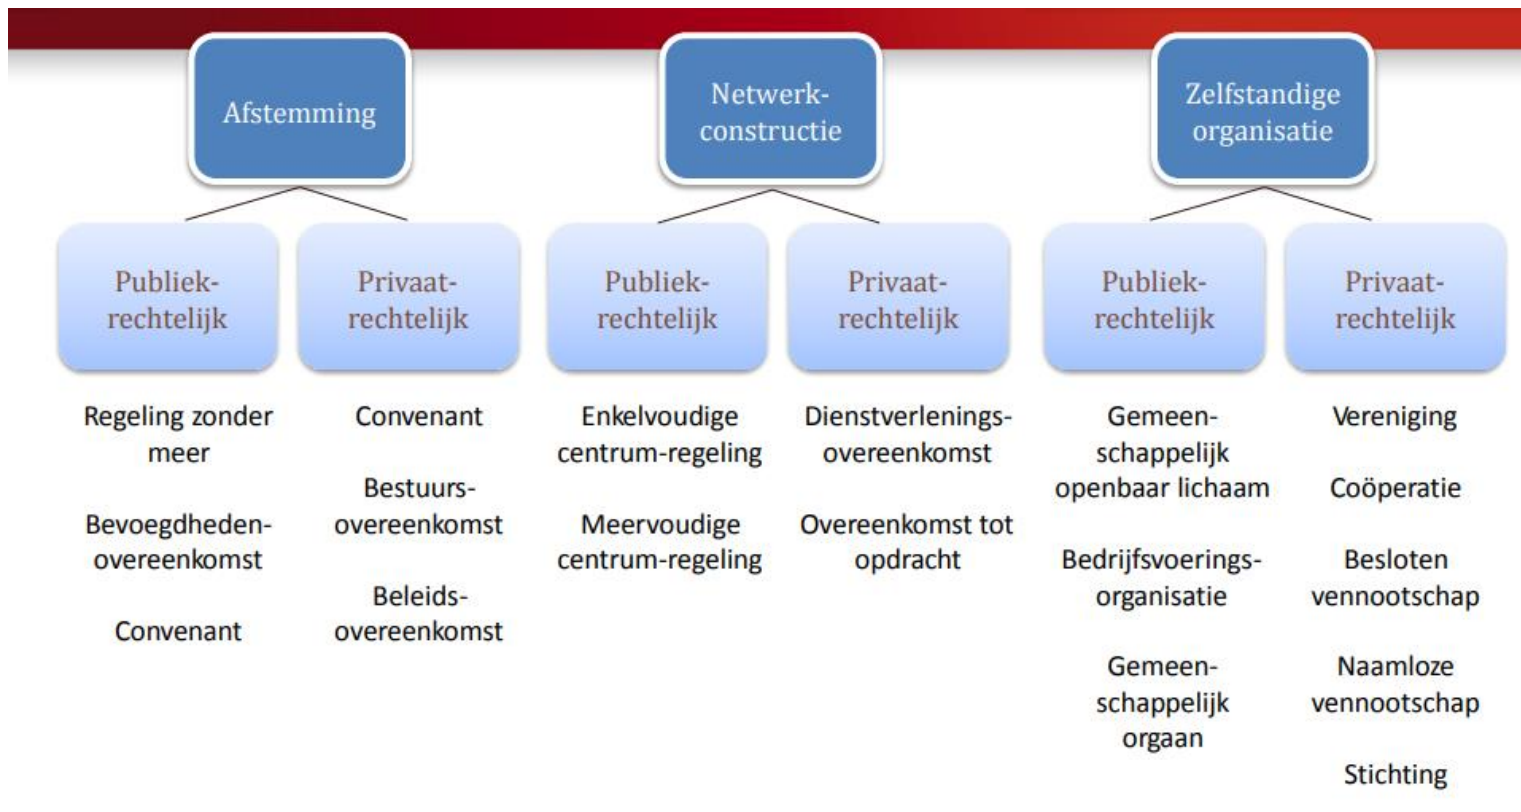 Afstemming
Netwerk-
constructie
Zelfstandige
organisatie
Publiek-
rechtelijk
Privaat-
rechtelijk
Publiek-
rechtelijk
Privaat-
rechtelijk
Publiek-
rechtelijk
Privaat-
rechtelijk
Regeling zonder
meer
Bevoegdheden-
overeenkomst
Convenant
Convenant
Bestuurs-
overeenkomst
Beleids-
overeenkomst
Enkelvoudige
centrum-regeling
Meervoudige
centrum-regeling
Dienstverlenings-
overeenkomst
Overeenkomst tot
opdracht
Gemeen-
schappelijk
openbaar lichaam
Bedrijfsvoerings-
organisatie
Gemeen-
schappelijk
orgaan
Vereniging
Coöperatie
Besloten
vennootschap
Naamloze
vennootschap
Stichting